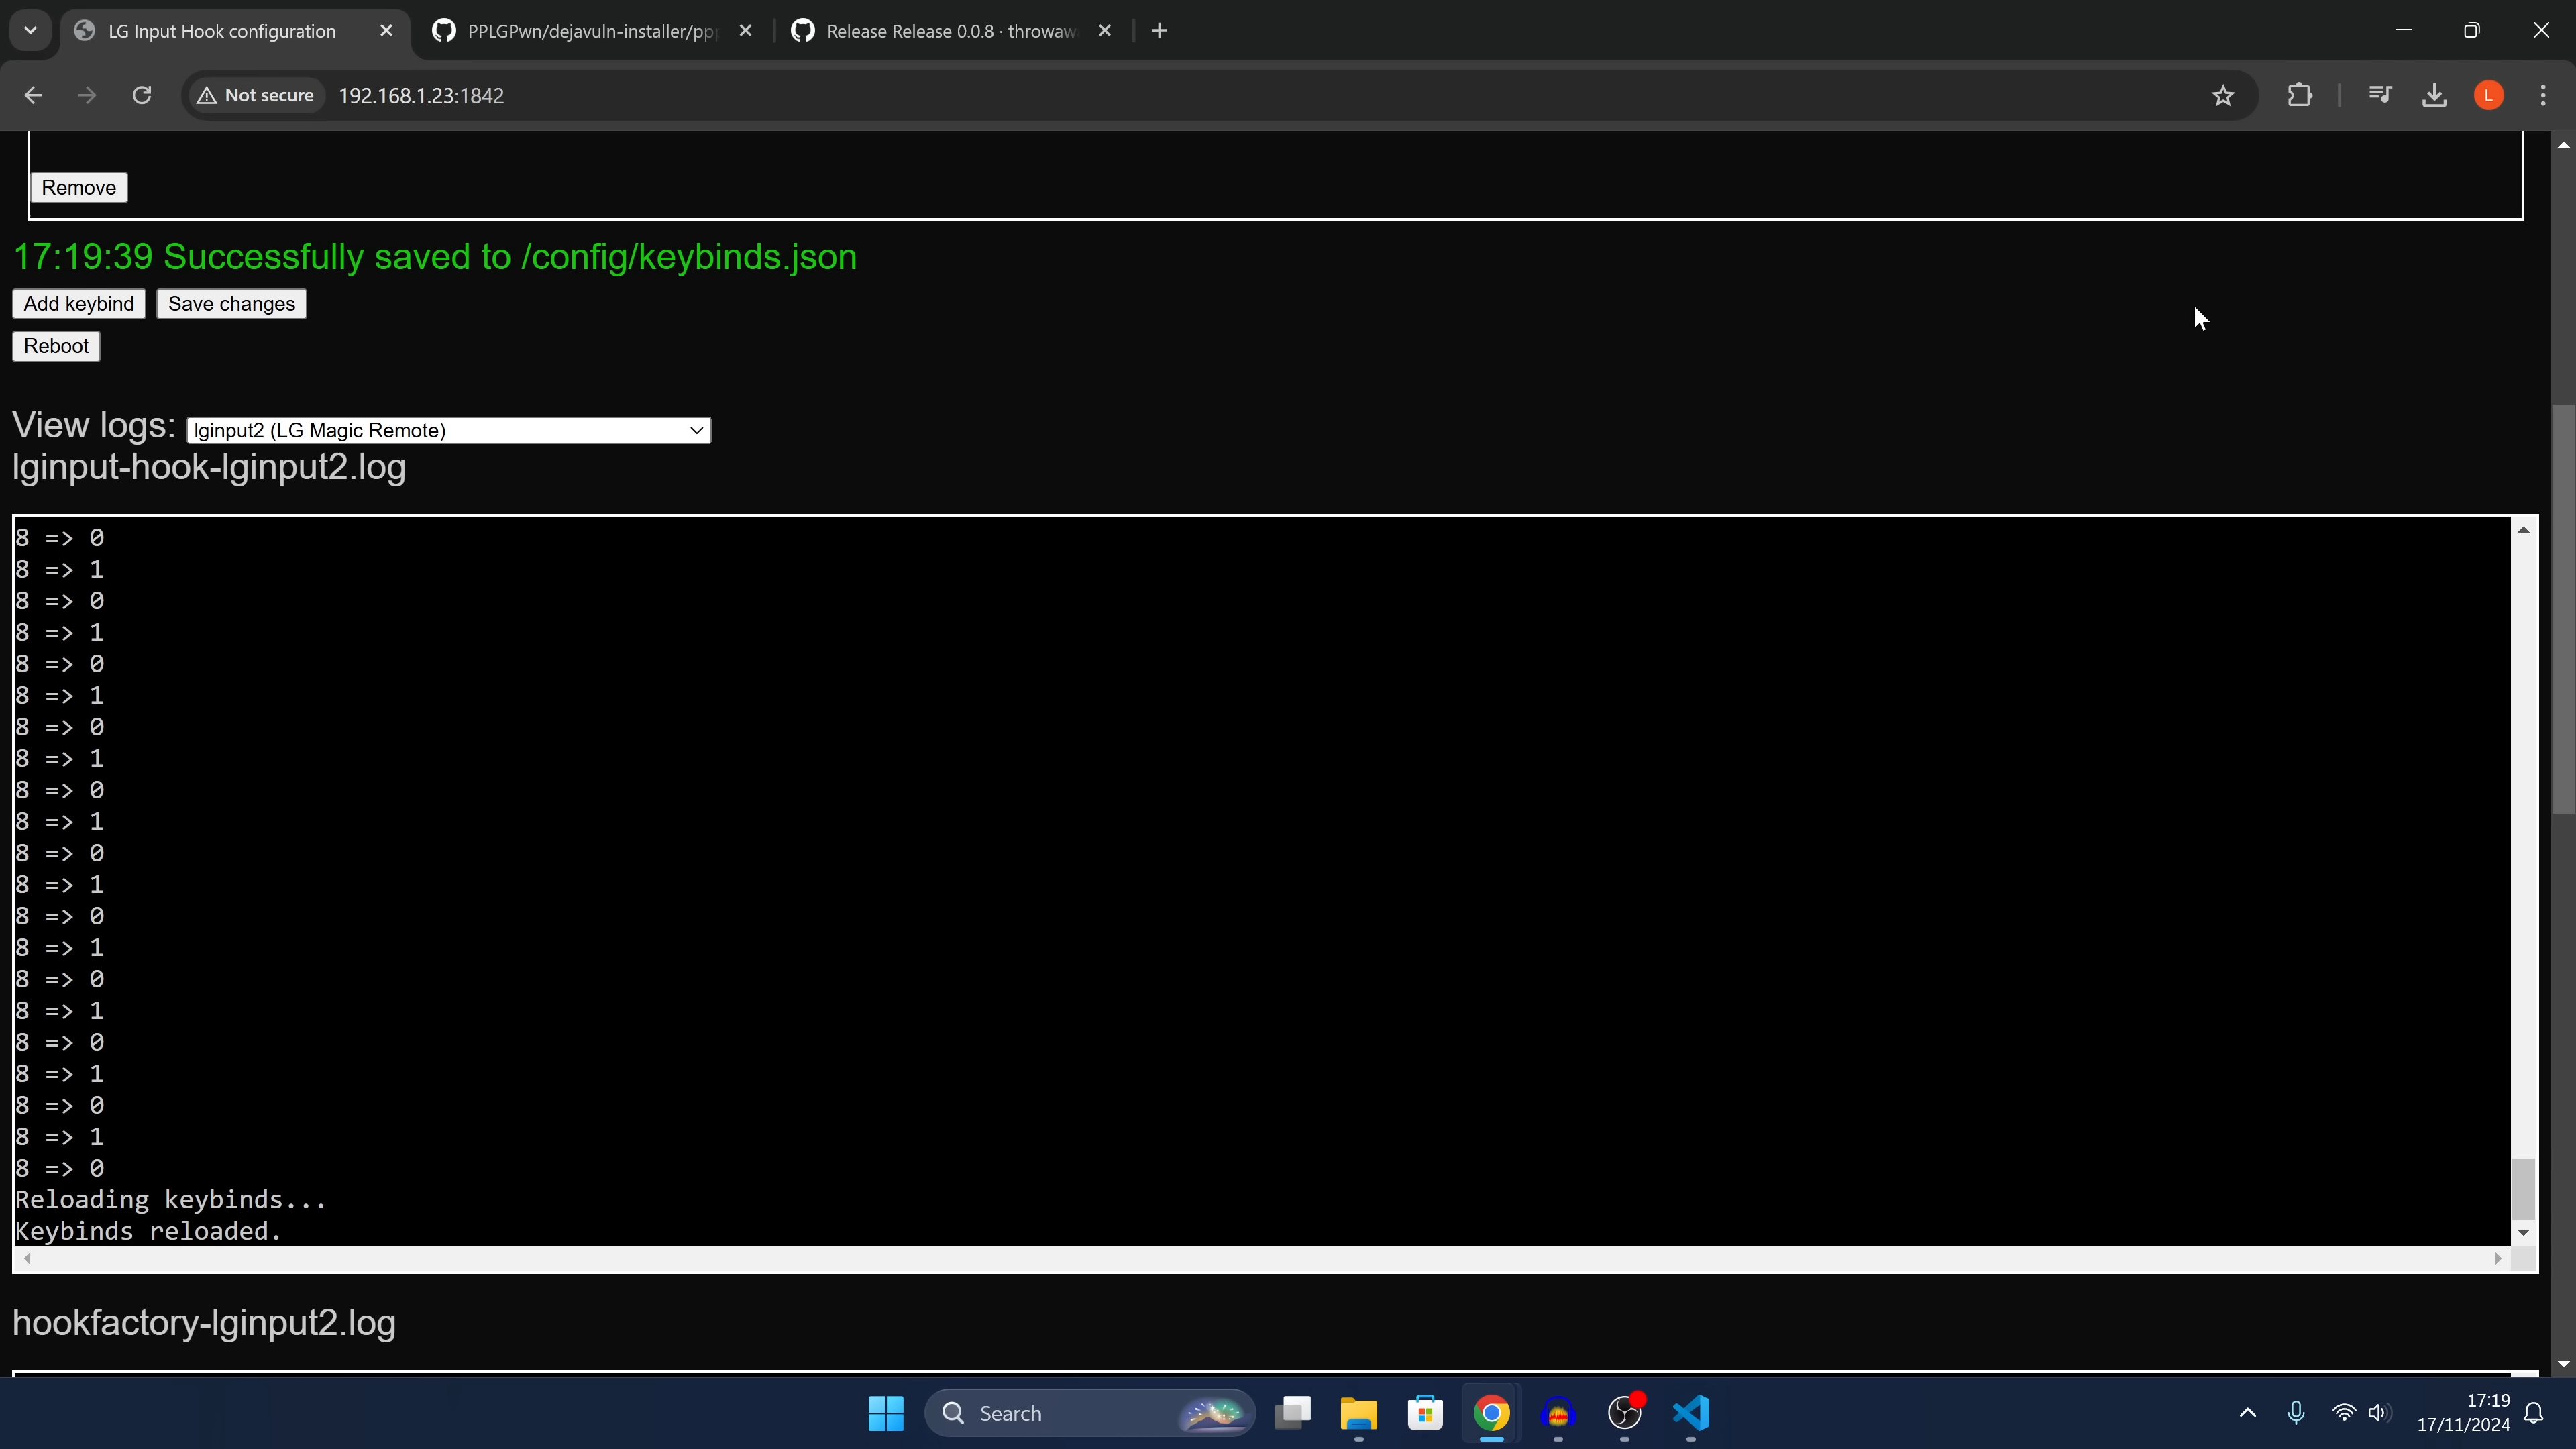 LG Input Hook configuration
PPLGPwn/dejavuln-installer/ppp
Release Release 0.0.8 · throwaw
Not secure
192.168.1.23:1842
L
Remove
17:19:39 Successfully saved to /config/keybinds.json
Add keybind Save changes
Reboot
View logs: lginput2 (LG Magic Remote)
lginput-hook-lginput2.log
8 => 0
8 => 1
8 => 0
8 => 1
8 => 0
8 => 1
8 => 0
8 => 1
8 => 0
8 => 1
8 => 0
8 => 1
8 => 0
8 => 1
8 => 0
8 => 1
8 => 0
8 => 1
8 => 0
8 => 1
8 => 0
Reloading keybinds...
Keybinds reloaded.
hookfactory-lginput2.log
Search
17:19
17/11/2024